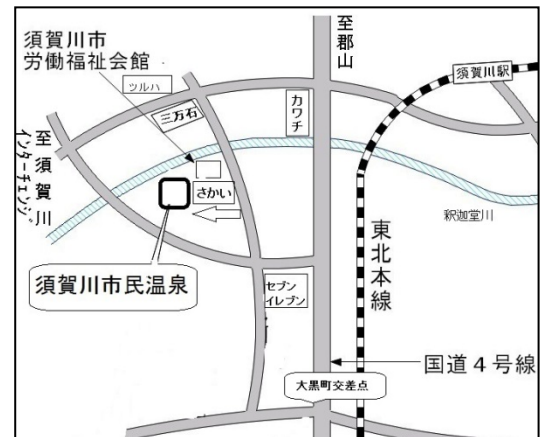 須賀川市
労働福祉会館
至郡山
須賀川駅
ツルハ
三万石
カワチ
至須賀川
インターチェンジ
さかい
釈迦堂川
須賀川市民温泉
東北本線
セブン
イレブン
国道4号線
大黒町交差点